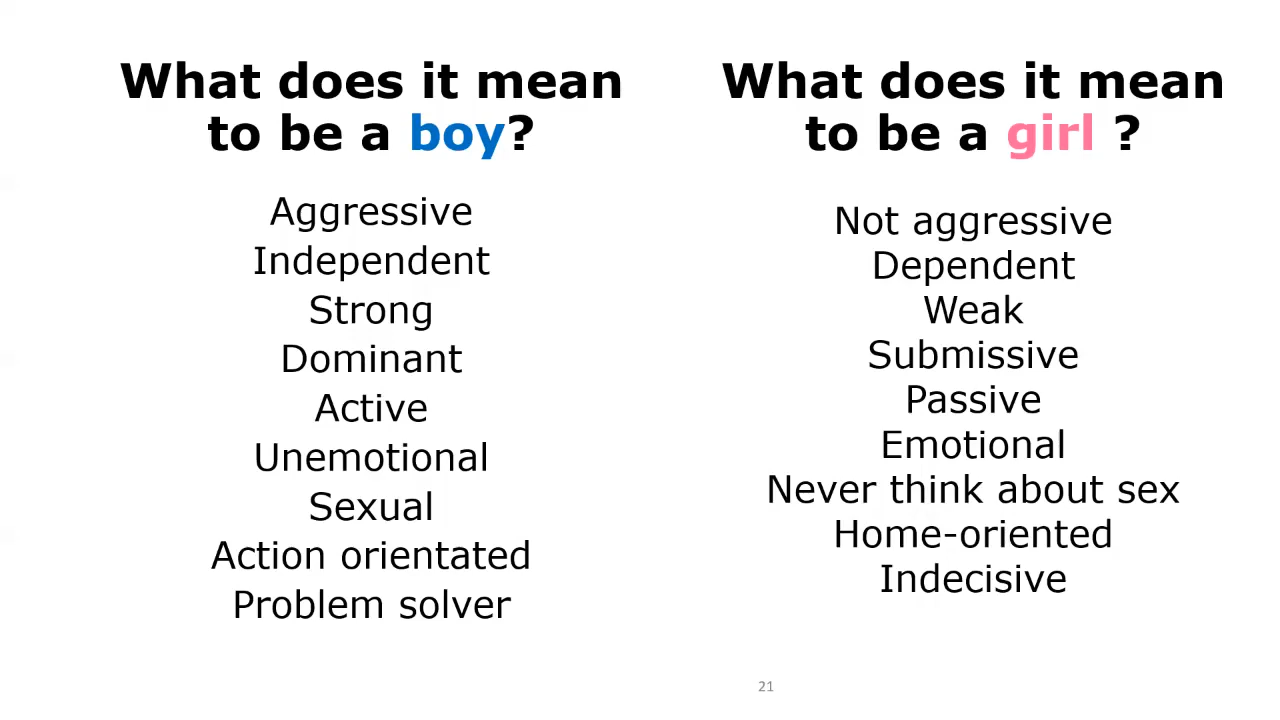 What does it mean
to be a boy?
Aggressive
Independent
Strong
Dominant
Active
Unemotional
Sexual
Action orientated
Problem solver
What does it mean
to be a girl ?
Not aggressive
Dependent
Weak
Submissive
Passive
Emotional
Never think about sex
Home-oriented
Indecisive
21